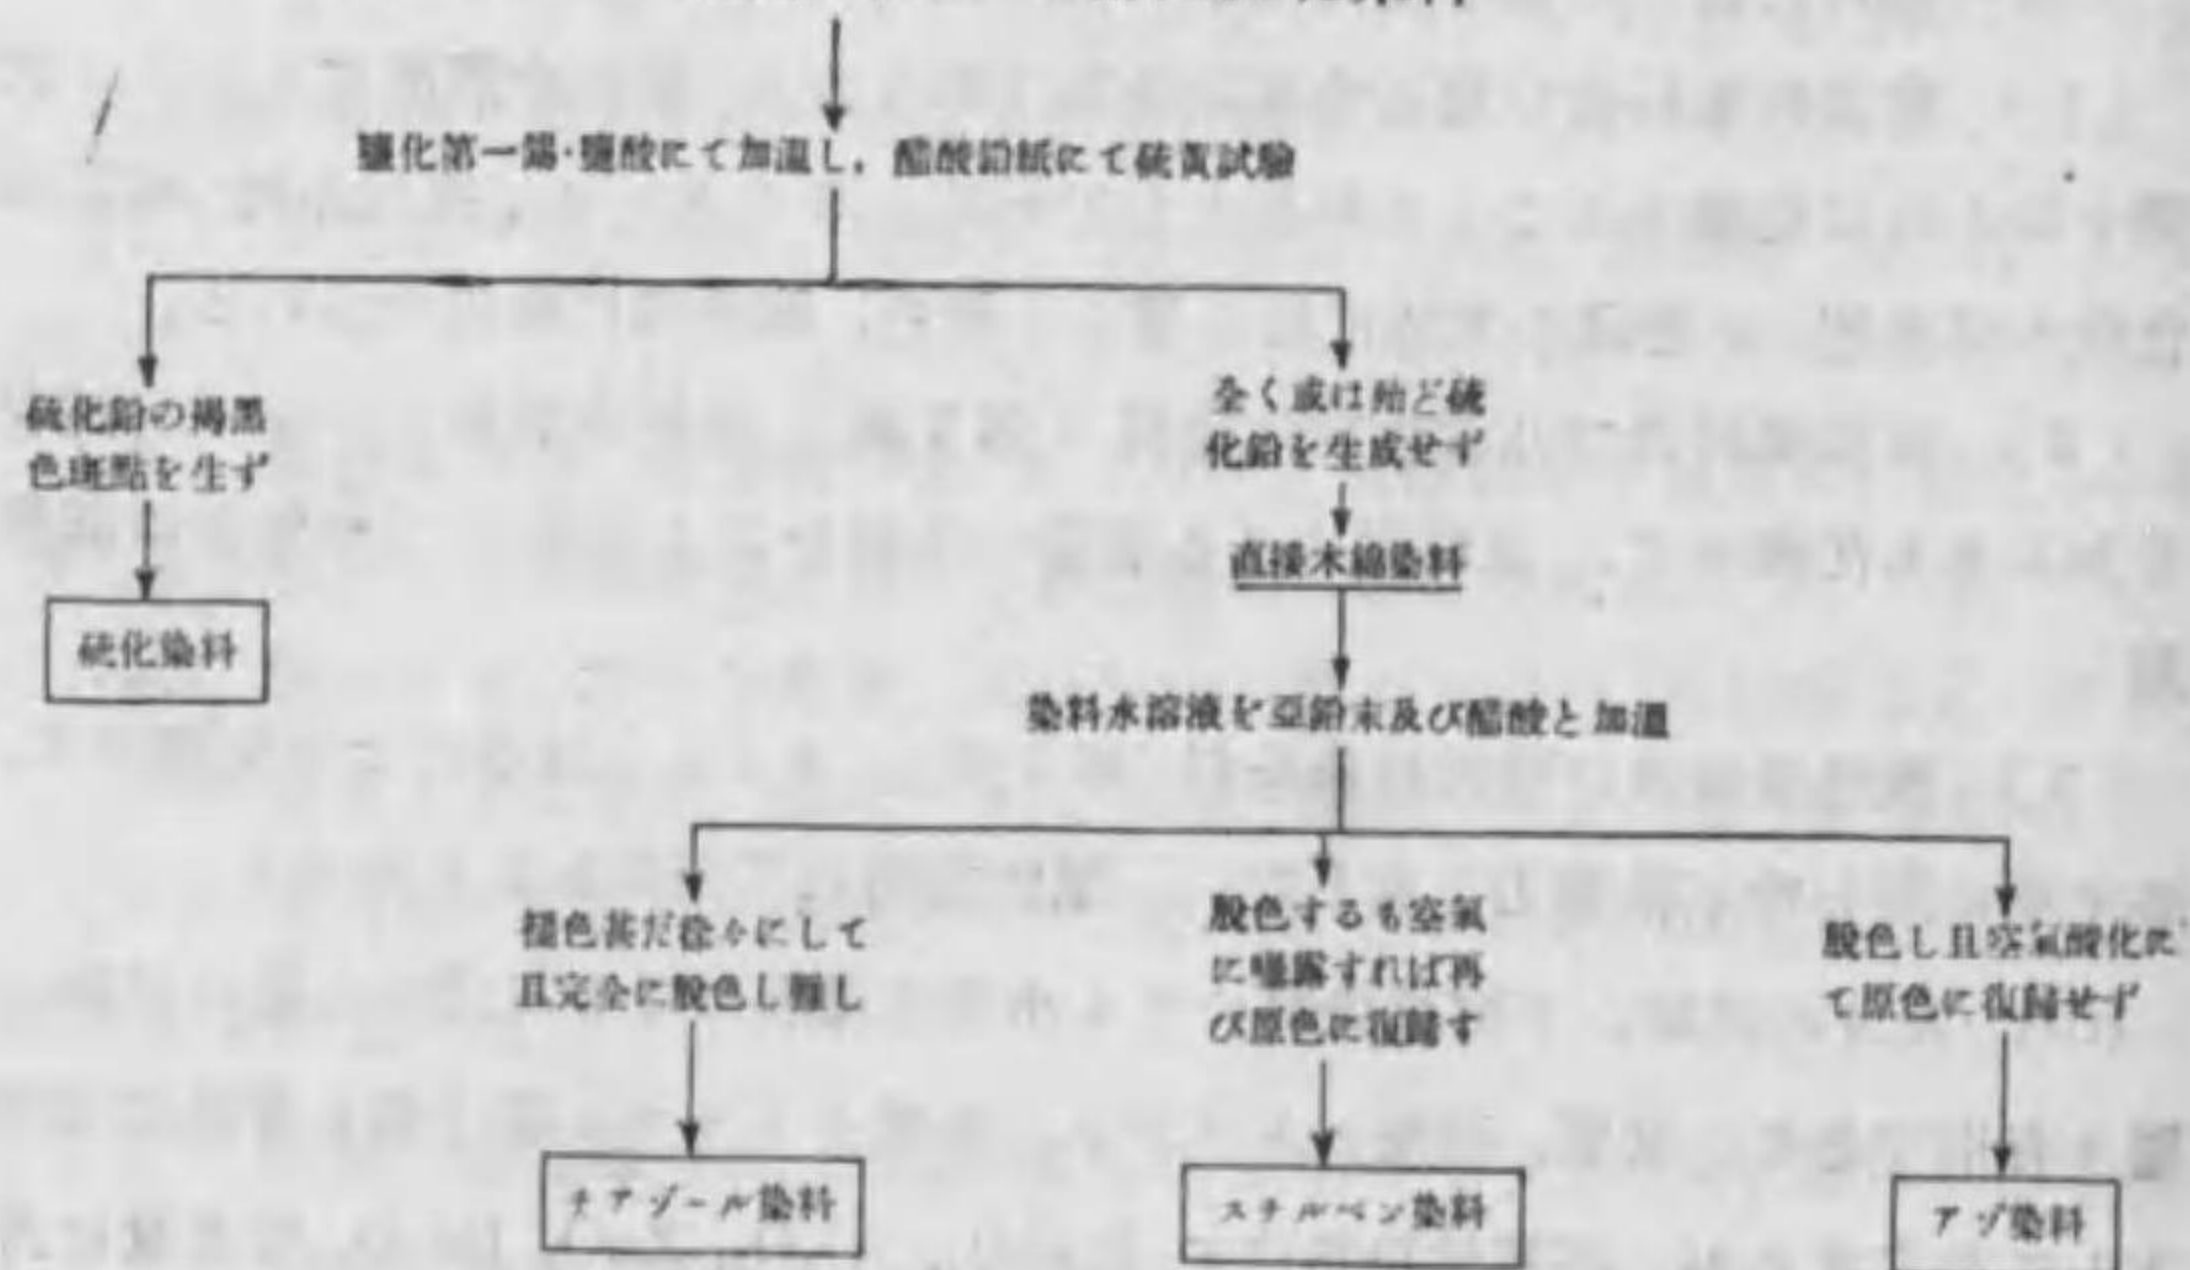 鹽化第一錫·鹽酸にて加溫し，醋酸鉛紙にて硫黃試驗
硫化鉛の褐黑
色斑點を生ず
硫化染料
全く或は殆ど硫
化鉛を生成せず
直接木綿染料
染料水溶液を亞鉛末及び醋酸と加溫
褪色甚だ徐々にして
且完全に脫色し難し
チアゾール染料
脫色するも空氣
に曝露すれば再
び原色に復歸す
スチルベン染料
脫色し且空氣酸化に
て原色に復歸せず
アゾ染料